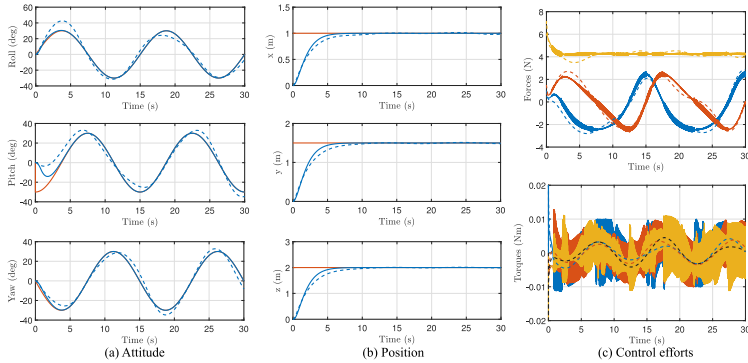 40
20
0
-20
-40
Roll (deg)
0 5 10 15 20 25 30
Time (s)
40
20
0
-20
-40
Pitch (deg)
0 5 10 15 20 25 30
Time (s)
40
20
0
-20
-40
Yaw (deg)
0 5 10 15 20 25 30
Time (s)
(a) Attitude
1.5
1
0.5
0
x (m)
0 5 10 15 20 25 30
Time (s)
2
1
0
y (m)
0 5 10 15 20 25 30
Time (s)
3
2
1
0
z (m)
0 5 10 15 20 25 30
Time (s)
(b) Position
8
6
4
2
0
-2
-4
Forces (N)
0 5 10 15 20 25 30
Time (s)
0.02
0.01
0
-0.01
-0.02
Torques (Nm)
0 5 10 15 20 25 30
Time (s)
(c) Control efforts